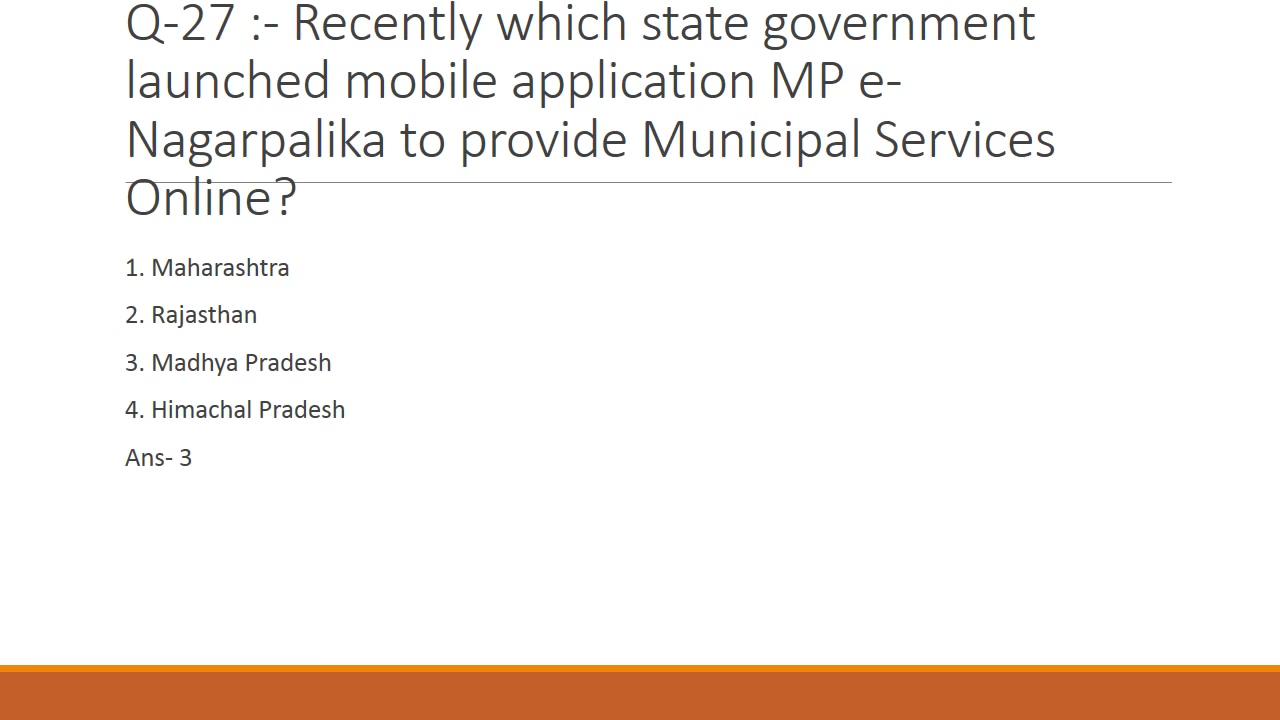 Q-27 :- Recently which state government
launched mobile application MP e-
Nagarpalika to provide Municipal Services
Online?
1. Maharashtra
2. Rajasthan
3. Madhya Pradesh
4. Himachal Pradesh
Ans- 3